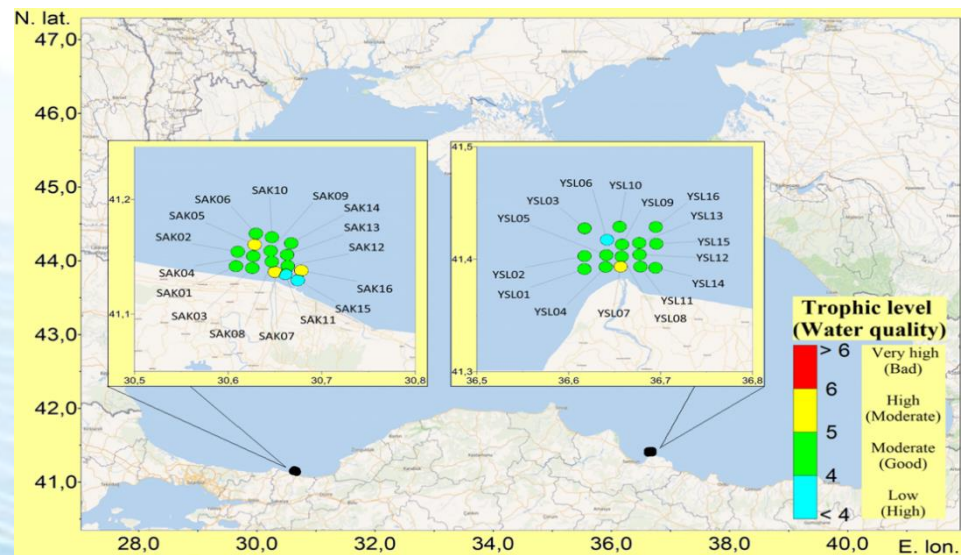 N. lat.
47,0
46,0
45,0
44,0
43,0
42,0
41,0
28,0
30,0
32,0
34,0
36,0
38,0
40,0
E. lon.
41,2
41,1
30,5
30,6
30,7
30,8
SAK10
SAK09
SAK06
SAK14
SAK05
SAK13
SAK02
SAK12
SAK04
SAK16
SAK01
SAK15
SAK03
SAK11
SAK08
SAK07
41,5
41,4
41,3
36,5
36,6
36,7
36,8
YSL06
YSL10
YSL16
YSL03
YSL09
YSL13
YSL05
YSL15
YSL12
YSL02
YSL14
YSL01
YSL11
YSL04
YSL07
YSL08
Trophic level
(Water quality)
> 6
Very high
(Bad)
6
High
(Moderate)
5
Moderate
(Good)
4
Low
(High)
< 4